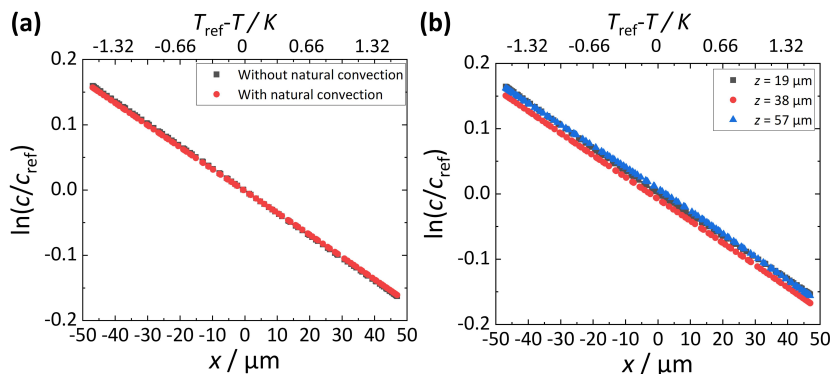 (a)
T_ref-T / K
-1.32 -0.66 0 0.66 1.32
0.2
0.1
0.0
-0.1
-0.2
ln(c/c_ref)
Without natural convection
With natural convection
-50 -40 -30 -20 -10 0 10 20 30 40 50
x / µm
(b)
T_ref-T / K
-1.32 -0.66 0 0.66 1.32
0.2
0.1
0.0
-0.1
-0.2
ln(c/c_ref)
z = 19 µm
z = 38 µm
z = 57 µm
-50 -40 -30 -20 -10 0 10 20 30 40 50
x / µm